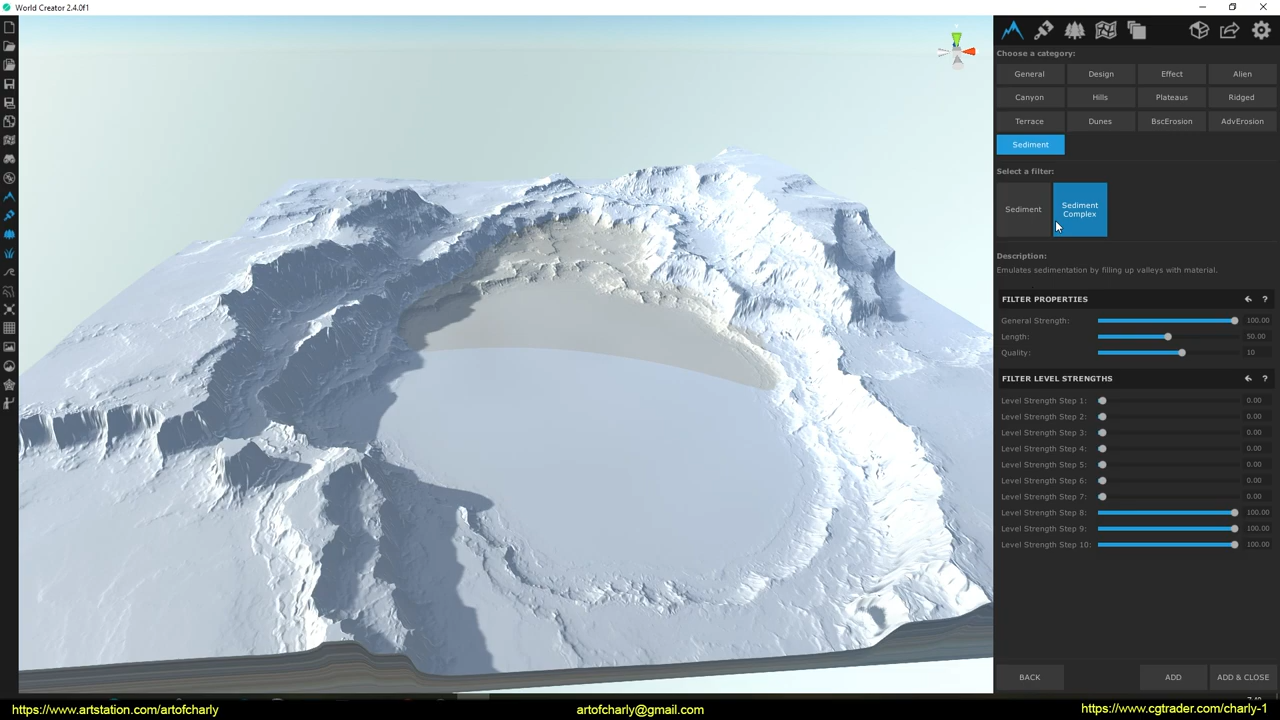 World Creator 2.4.0f1
Choose a category:
General Design Effect Alien
Canyon Hills Plateaus Ridged
Terrace Dunes BscErosion AdvErosion
Sediment
Select a filter:
Sediment
Sediment
Complex
Description:
Emulates sedimentation by filling up valleys with material.
FILTER PROPERTIES ?
General Strength: 100.00
Length: 50.00
Quality: 10
FILTER LEVEL STRENGTHS ?
Level Strength Step 1: 0.00
Level Strength Step 2: 0.00
Level Strength Step 3: 0.00
Level Strength Step 4: 0.00
Level Strength Step 5: 0.00
Level Strength Step 6: 0.00
Level Strength Step 7: 0.00
Level Strength Step 8: 100.00
Level Strength Step 9: 100.00
Level Strength Step 10: 100.00
BACK ADD ADD & CLOSE
https://www.artstation.com/artofcharly artofcharly@gmail.com https://www.cgtrader.com/charly-1